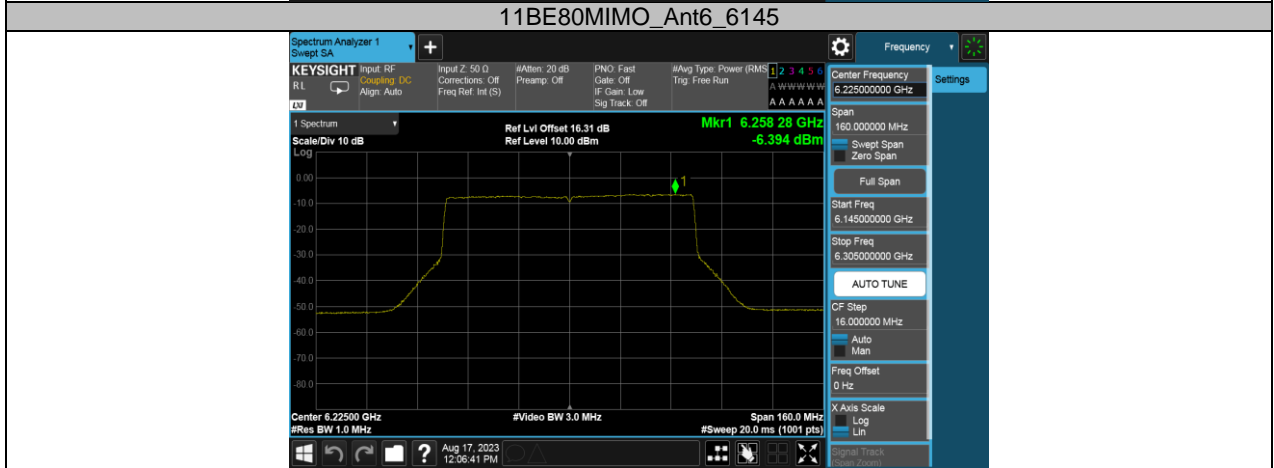 11BE80MIMO_Ant6_6145
Spectrum Analyzer 1
Swept SA
+
Frequency
KEYSIGHT
RL
LXI
Input: RF
Coupling: DC
Align: Auto
Input Z: 50 Ω
Corrections: Off
Freq Ref: Int (S)
#Atten: 20 dB
Preamp: Off
PNO: Fast
Gate: Off
IF Gain: Low
Sig Track: Off
#Avg Type: Power (RMS
Trig: Free Run
1 2 3 4 5 6
A W W W W W
A A A A A A
Center Frequency
6.225000000 GHz
Settings
1 Spectrum
Scale/Div 10 dB
Ref Lvl Offset 16.31 dB
Ref Level 10.00 dBm
Mkr1 6.258 28 GHz
-6.394 dBm
Span
160.000000 MHz
Swept Span
Zero Span
Full Span
Start Freq
6.145000000 GHz
Stop Freq
6.305000000 GHz
AUTO TUNE
CF Step
16.000000 MHz
Auto
Man
Freq Offset
0 Hz
X Axis Scale
Log
Lin
Signal Track
(Span Zoom)
Log
1
0.00
-10.0
-20.0
-30.0
-40.0
-50.0
-60.0
-70.0
-80.0
Center 6.22500 GHz
#Res BW 1.0 MHz
#Video BW 3.0 MHz
Span 160.0 MHz
#Sweep 20.0 ms (1001 pts)
?
Aug 17, 2023
12:06:41 PM